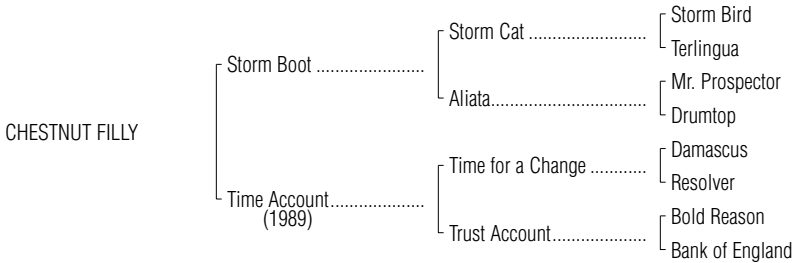 Storm Bird
Storm Cat ........................
Terlingua
Storm Boot .......................
Mr. Prospector
Aliata.................................
Drumtop
CHESTNUT FILLY
Damascus
Time for a Change ............
Resolver
Time Account....................
(1989)
Bold Reason
Trust Account....................
Bank of England